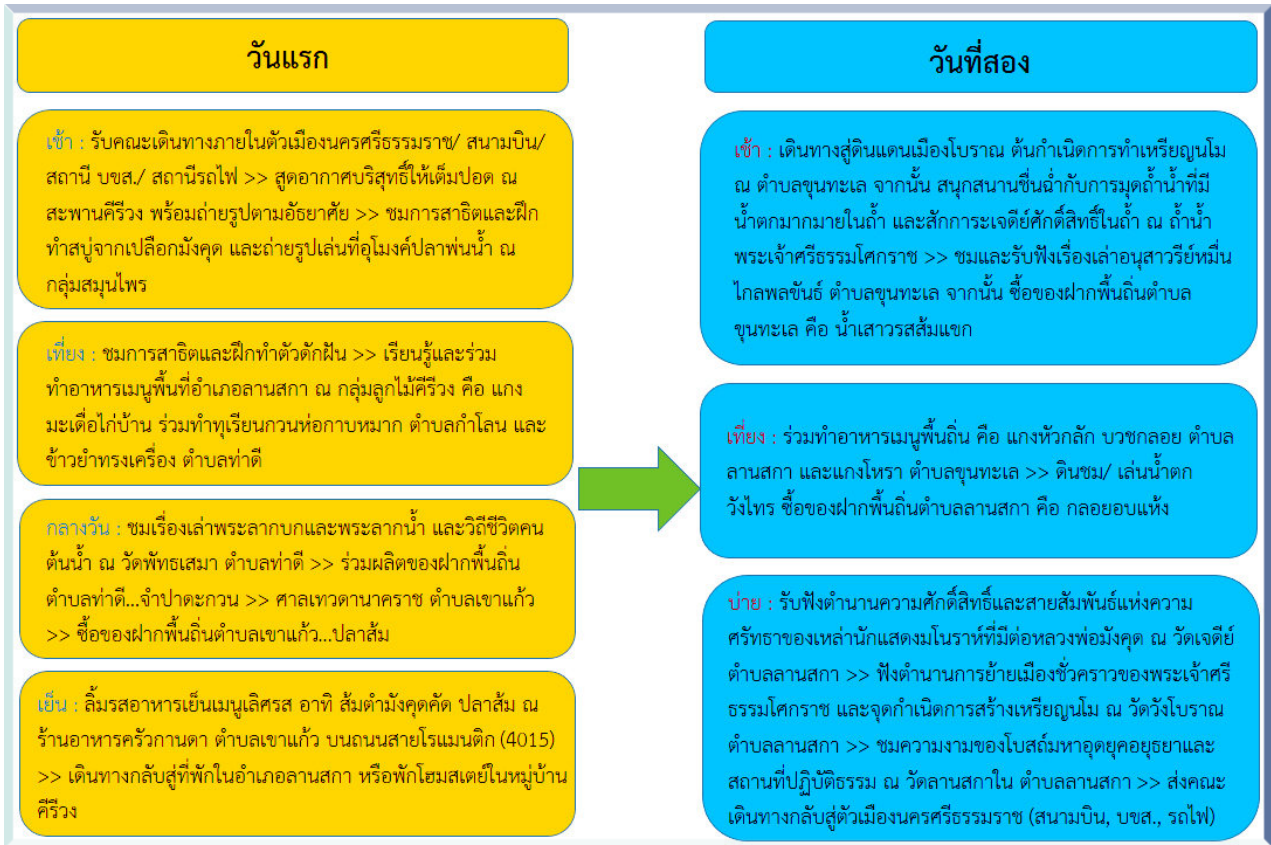 วันแรก
เช้า : รับคณะเดินทางภายในตัวเมืองนครศรีธรรมราช/ สนามบิน/
สถานี บขส./ สถานีรถไฟ >> สูดอากาศบริสุทธิ์ให้เต็มปอด ณ
สะพานคีรีวง พร้อมถ่ายรูปตามอัธยาศัย >> ชมการสาธิตและฝึก
ทำสบู่จากเปลือกมังคุด และถ่ายรูปเล่นที่อุโมงค์ปลาพ่นน้ำ ณ
กลุ่มสมุนไพร
เที่ยง : ชมการสาธิตและฝึกทำตัวดักฝัน >> เรียนรู้และร่วม
ทำอาหารเมนูพื้นที่อำเภอลานสกา ณ กลุ่มลูกไม้คีรีวง คือ แกง
มะเดื่อไก่บ้าน ร่วมทำทุเรียนกวนห่อกาบหมาก ตำบลกำโลน และ
ข้าวยำทรงเครื่อง ตำบลท่าดี
กลางวัน : ชมเรื่องเล่าพระลากบกและพระลากน้ำ และวิถีชีวิตคน
ต้นน้ำ ณ วัดพัทธเสมา ตำบลท่าดี >> ร่วมผลิตของฝากพื้นถิ่น
ตำบลท่าดี...จำปาดะกวน >> ศาลเทวดานาคราช ตำบลเขาแก้ว
>> ซื้อของฝากพื้นถิ่นตำบลเขาแก้ว...ปลาส้ม
เย็น : ลิ้มรสอาหารเย็นเมนูเลิศรส อาทิ ส้มตำมังคุดคัด ปลาส้ม ณ
ร้านอาหารครัวกานดา ตำบลเขาแก้ว บนถนนสายโรแมนติก (4015)
>> เดินทางกลับสู่ที่พักในอำเภอลานสกา หรือพักโฮมสเตย์ในหมู่บ้าน
คีรีวง
วันที่สอง
เช้า : เดินทางสู่ดินแดนเมืองโบราณ ต้นกำเนิดการทำเหรียญนโม
ณ ตำบลขุนทะเล จากนั้น สนุกสนานชื่นฉ่ำกับการมุดถ้ำน้ำที่มี
น้ำตกมากมายในถ้ำ และสักการะเจดีย์ศักดิ์สิทธิ์ในถ้ำ ณ ถ้ำน้ำ
พระเจ้าศรีธรรมโศกราช >> ชมและรับฟังเรื่องเล่าอนุสาวรีย์หมื่น
ไกลพลขันธ์ ตำบลขุนทะเล จากนั้น ซื้อของฝากพื้นถิ่นตำบล
ขุนทะเล คือ น้ำเสาวรสส้มแขก
เที่ยง : ร่วมทำอาหารเมนูพื้นถิ่น คือ แกงหัวกลัก บวชกลอย ตำบล
ลานสกา และแกงโหรา ตำบลขุนทะเล >> ดินชม/ เล่นน้ำตก
วังไทร ซื้อของฝากพื้นถิ่นตำบลลานสกา คือ กลอยอบแห้ง
บ่าย : รับฟังตำนานความศักดิ์สิทธิ์และสายสัมพันธ์แห่งความ
ศรัทธาของเหล่านักแสดงมโนราห์ที่มีต่อหลวงพ่อมังคุด ณ วัดเจดีย์
ตำบลลานสกา >> ฟังตำนานการย้ายเมืองชั่วคราวของพระเจ้าศรี
ธรรมโศกราช และจุดกำเนิดการสร้างเหรียญนโม ณ วัดวังโบราณ
ตำบลลานสกา >> ชมความงามของโบสถ์มหาอุดยุคอยุธยาและ
สถานที่ปฏิบัติธรรม ณ วัดลานสกาใน ตำบลลานสกา >> ส่งคณะ
เดินทางกลับสู่ตัวเมืองนครศรีธรรมราช (สนามบิน, บขส., รถไฟ)